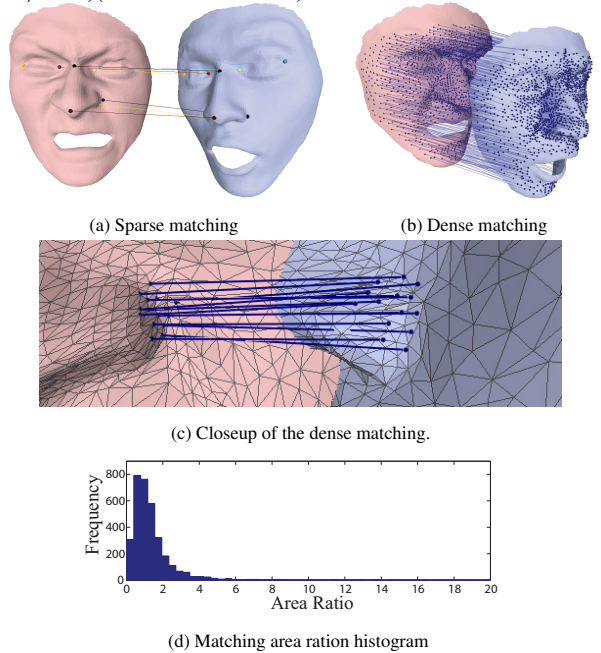 (a) Sparse matching
(b) Dense matching
(c) Closeup of the dense matching.
800
600
400
200
0
Frequency
0 2 4 6 8 10 12 14 16 18 20
Area Ratio
(d) Matching area ration histogram